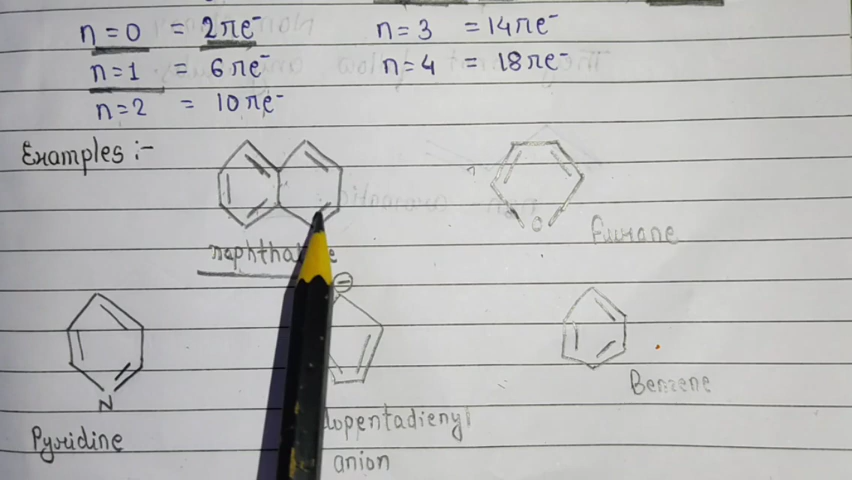 n = 0 = 2πe⁻
n = 3 = 14πe⁻
n = 1 = 6πe⁻
n = 4 = 18πe⁻
n = 2 = 10πe⁻
Examples :-
O
Furane
⊖
N
Benzene
Pyridine
anion